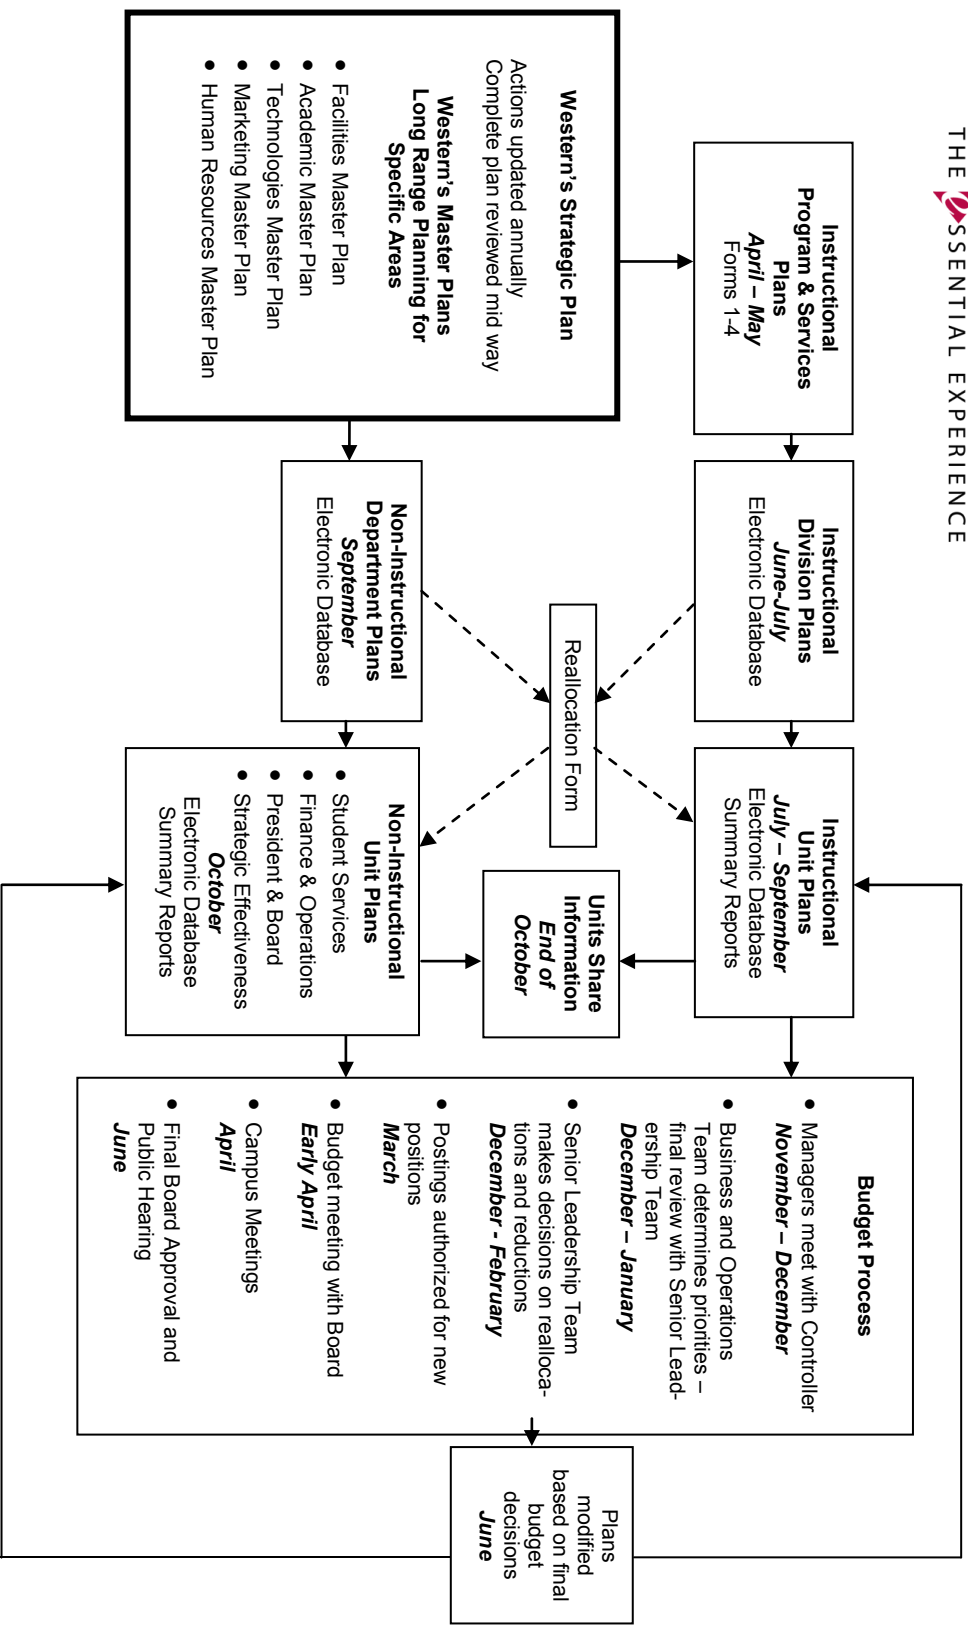 THE eSSENTIAL EXPERIENCE
Instructional
Program & Services
Plans
April – May
Forms 1-4
Instructional
Division Plans
June-July
Electronic Database
Instructional
Unit Plans
July – September
Electronic Database
Summary Reports
Western's Strategic Plan
Actions updated annually
Complete plan reviewed mid way
Western's Master Plans
Long Range Planning for
Specific Areas
• Facilities Master Plan
• Academic Master Plan
• Technologies Master Plan
• Marketing Master Plan
• Human Resources Master Plan
Reallocation Form
Units Share
Information
End of
October
Non-Instructional
Department Plans
September
Electronic Database
Non-Instructional
Unit Plans
• Student Services
• Finance & Operations
• President & Board
• Strategic Effectiveness
October
Electronic Database
Summary Reports
Budget Process
• Managers meet with Controller
November – December
• Business and Operations
Team determines priorities –
final review with Senior Lead-
ership Team
December – January
• Senior Leadership Team
makes decisions on realloca-
tions and reductions
December - February
• Postings authorized for new
positions
March
• Budget meeting with Board
Early April
• Campus Meetings
April
• Final Board Approval and
Public Hearing
June
Plans
modified
based on final
budget
decisions
June